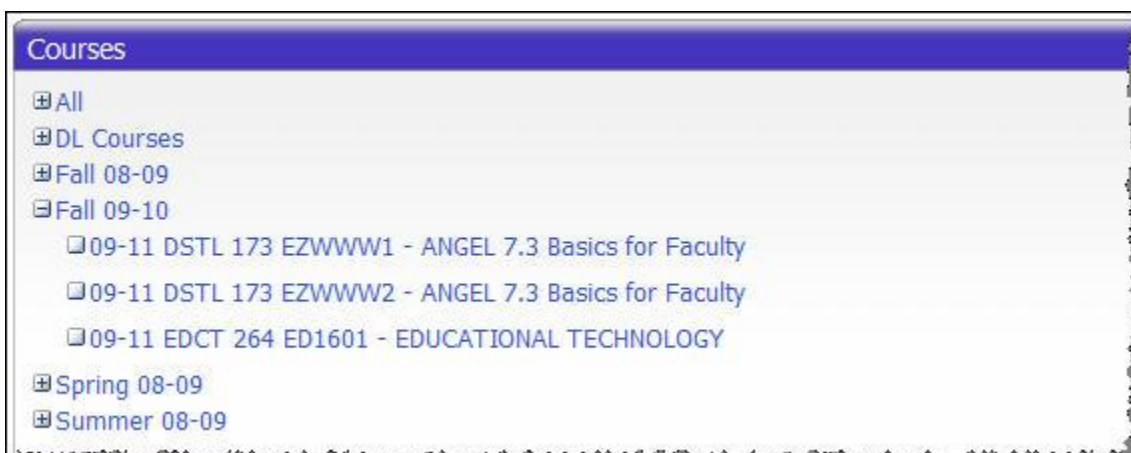 Courses
All
DL Courses
Fall 08-09
Fall 09-10
09-11 DSTL 173 EZWWW1 - ANGEL 7.3 Basics for Faculty
09-11 DSTL 173 EZWWW2 - ANGEL 7.3 Basics for Faculty
09-11 EDCT 264 ED1601 - EDUCATIONAL TECHNOLOGY
Spring 08-09
Summer 08-09